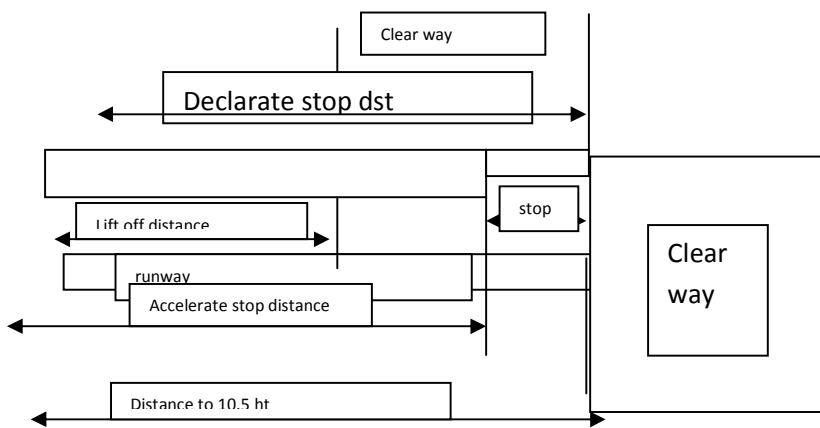 Clear way
Declarate stop dst
stop
Lift off distance
Clear
way
runway
Accelerate stop distance
Distance to 10.5 ht